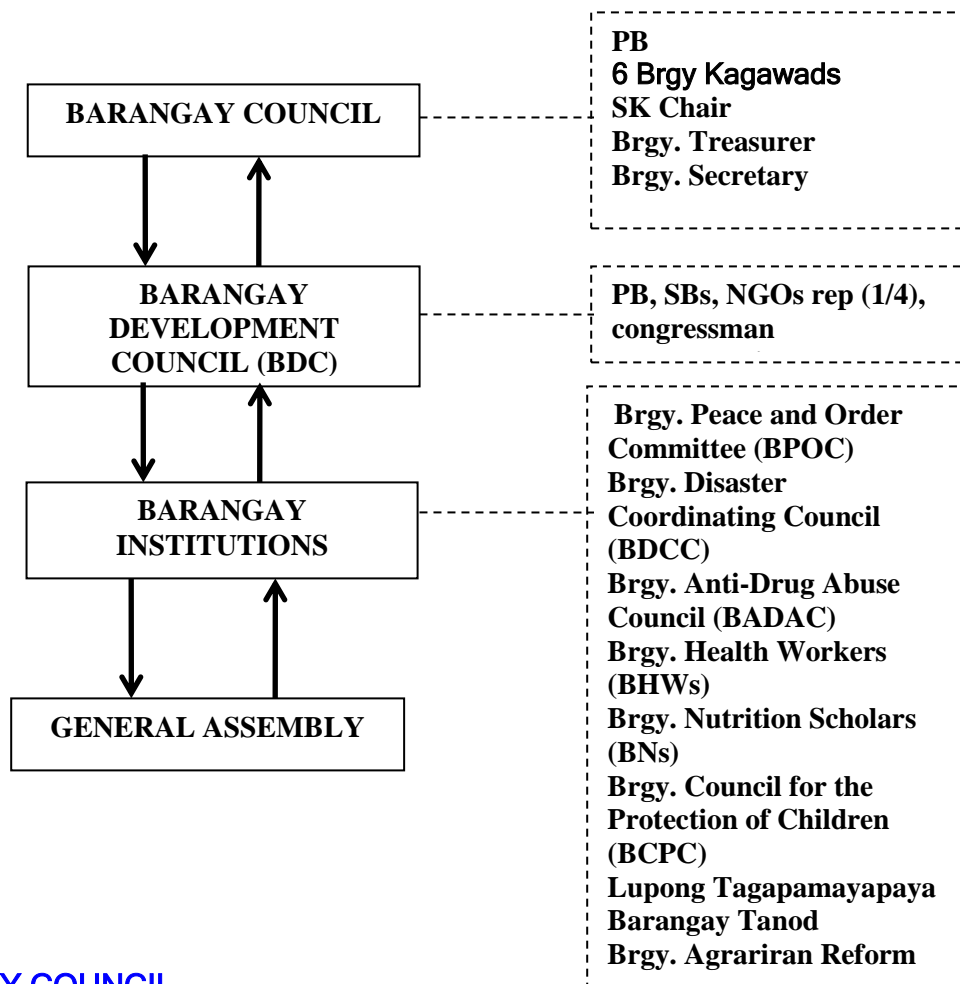 BARANGAY COUNCIL
PB
6 Brgy Kagawads
SK Chair
Brgy. Treasurer
Brgy. Secretary
BARANGAY
DEVELOPMENT
COUNCIL (BDC)
PB, SBs, NGOs rep (1/4),
congressman
BARANGAY
INSTITUTIONS
Brgy. Peace and Order
Committee (BPOC)
Brgy. Disaster
Coordinating Council
(BDCC)
Brgy. Anti-Drug Abuse
Council (BADAC)
Brgy. Health Workers
(BHWs)
Brgy. Nutrition Scholars
(BNs)
Brgy. Council for the
Protection of Children
(BCPC)
Lupong Tagapamayapaya
Barangay Tanod
Brgy. Agrariran Reform
GENERAL ASSEMBLY
Y COUNCIL